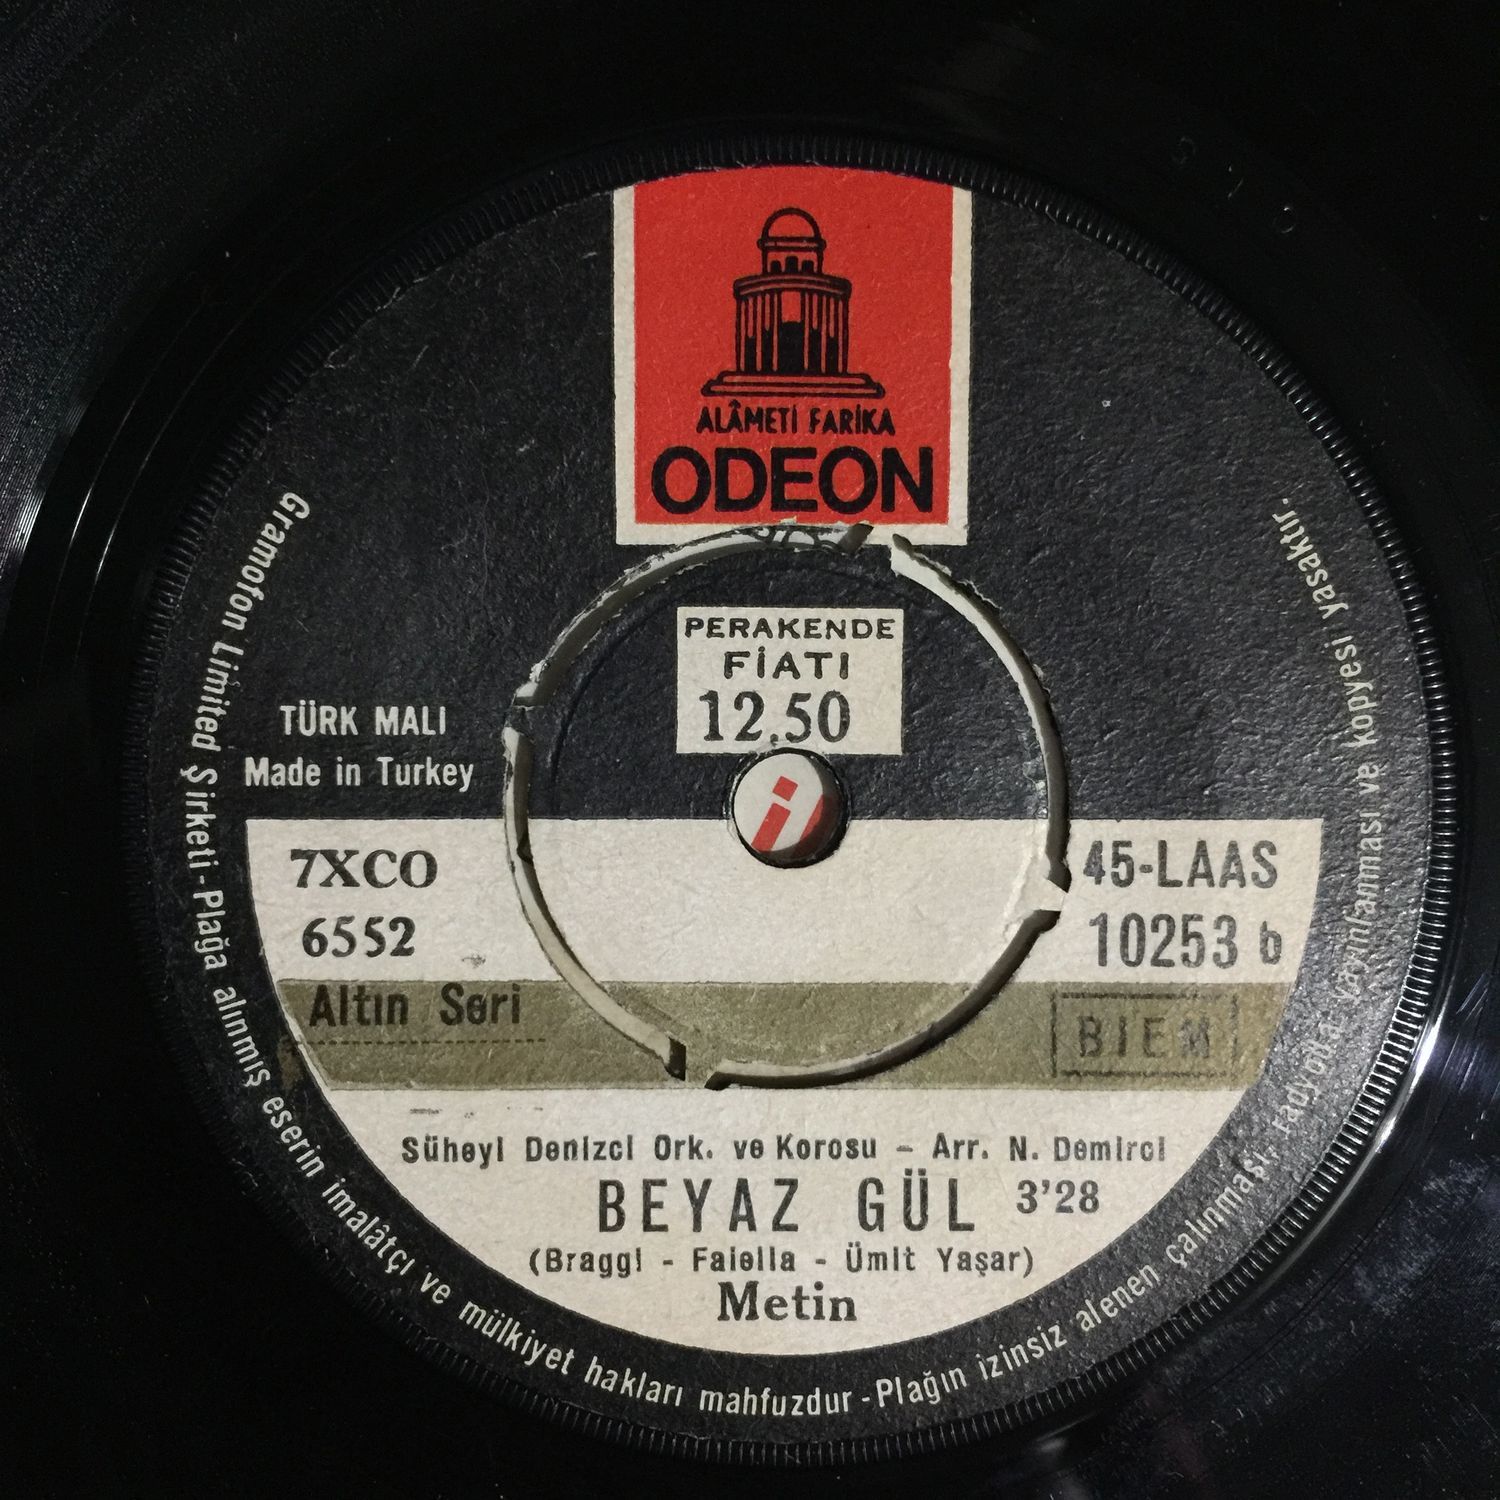 ALÂMETİ FARİKA
ODEON
PERAKENDE
FİATI
12.50
TÜRK MALI
Made in Turkey
7XCO
6552
45-LAAS
10253 b
Altın Seri
BIEM
Süheyl Denizci Ork. ve Korosu – Arr. N. Demirci
BEYAZ GÜL 3'28
(Braggi - Faiella - Ümit Yaşar)
Metin
Gramofon Limited Şirketi-Plağa alınmış eserin imalâtçı ve mülkiyet hakları mahfuzdur-Plağın izinsiz alenen çalınması, radyolla yayınlanması ve kopyesi yasaktır.